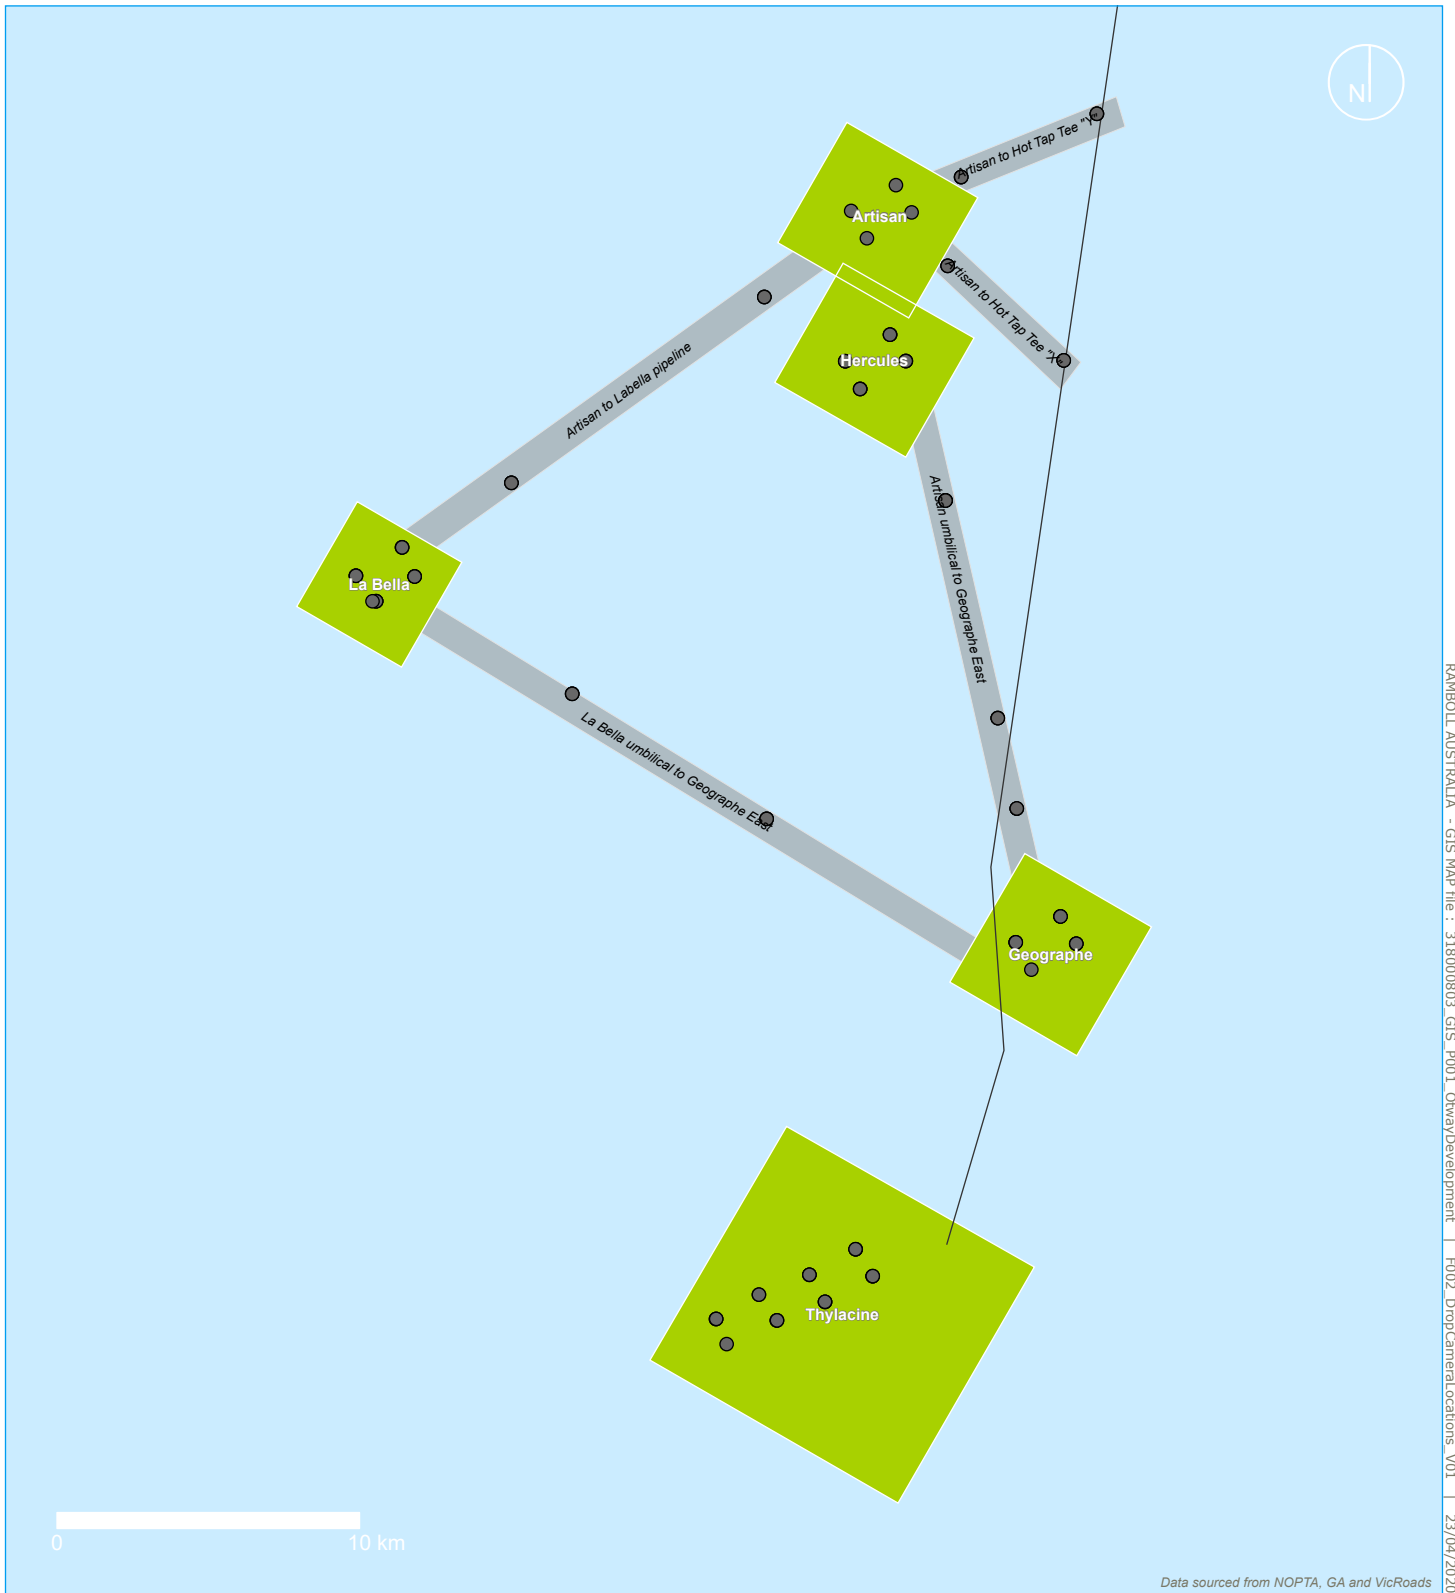 N
Artisan to Hot Tap Tee "Y"
Artisan
Artisan to Hot Tap Tee "X"
Hercules
Artisan to Labella pipeline
Artisan umbilical to Geographe East
La Bella
La Bella umbilical to Geographe East
Geographe
Thylacine
0 10 km
Data sourced from NOPTA, GA and VicRoads
RAMBOLL AUSTRALIA - GIS MAP file : 318000803_GIS_P001_OtwayDevelopment | F002_DropCameraLocations_V01 | 23/04/2020